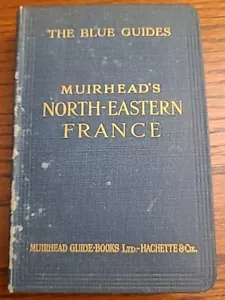 THE BLUE GUIDES
MUIRHEAD'S
NORTH-EASTERN
FRANCE
MUIRHEAD GUIDE-BOOKS LTD.-HACHETTE & CIE.